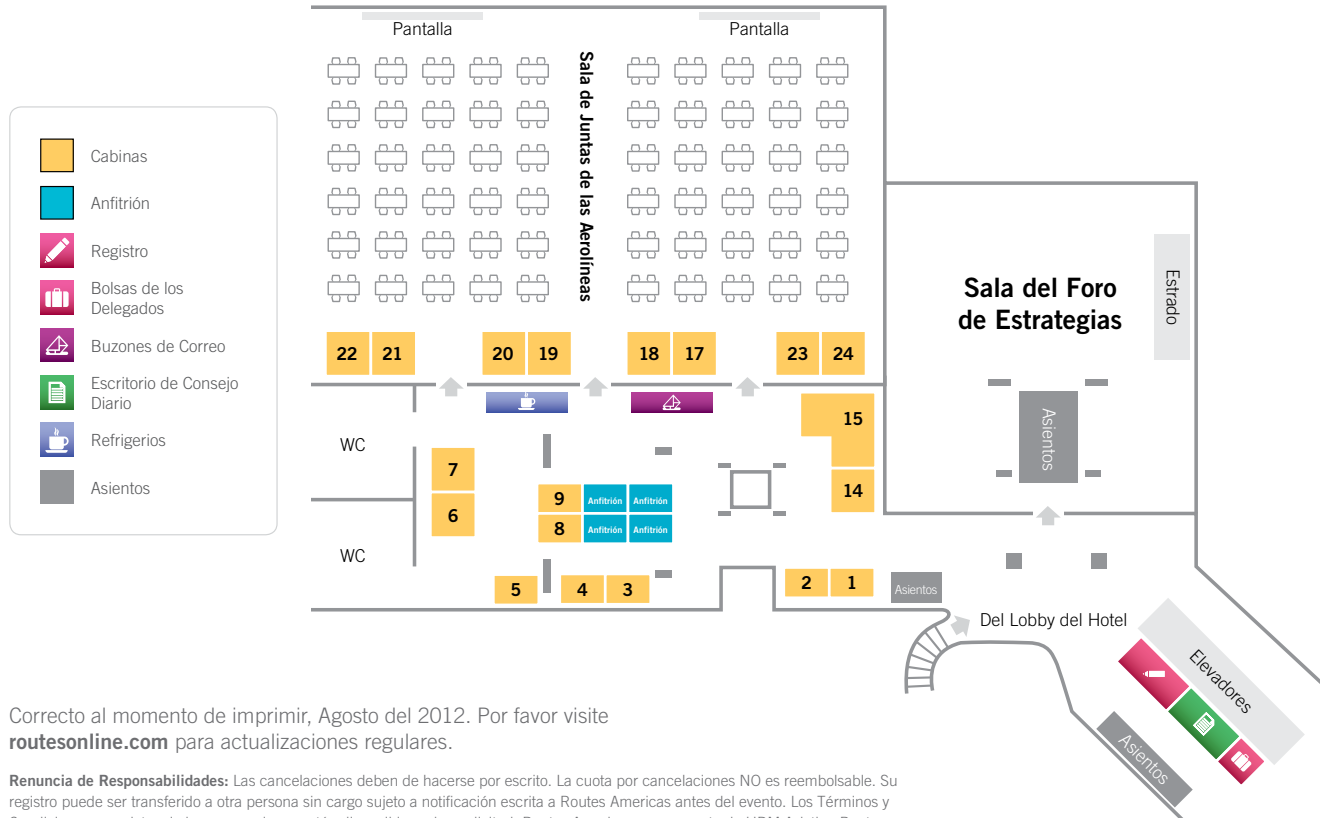 Pantalla
Pantalla
Sala de Juntas de las Aerolíneas
Cabinas
Anfitrión
Registro
Bolsas de los
Delegados
Buzones de Correo
Escritorio de Consejo
Diario
Refrigerios
Asientos
Sala del Foro
de Estrategias
Estrado
22 21 20 19 18 17 23 24
15
WC
Asientos
7
14
9 Anfitrión Anfitrión
6
8 Anfitrión Anfitrión
WC
5 4 3 2 1
Asientos
Del Lobby del Hotel
Elevadores
Asientos
Correcto al momento de imprimir, Agosto del 2012. Por favor visite
routesonline.com para actualizaciones regulares.
Renuncia de Responsabilidades: Las cancelaciones deben de hacerse por escrito. La cuota por cancelaciones NO es reembolsable. Su
registro puede ser transferido a otra persona sin cargo sujeto a notificación escrita a Routes Americas antes del evento. Los Términos y